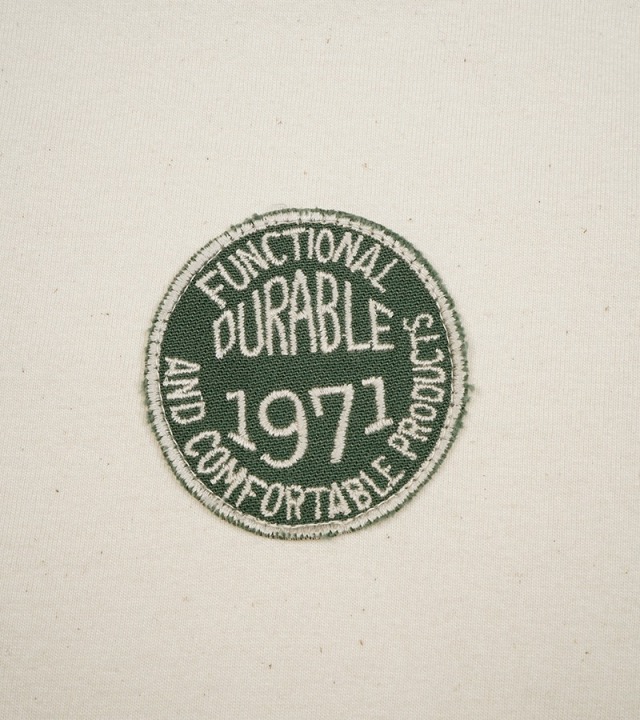 FUNCTIONAL
DURABLE
1971
AND COMFORTABLE PRODUCTS